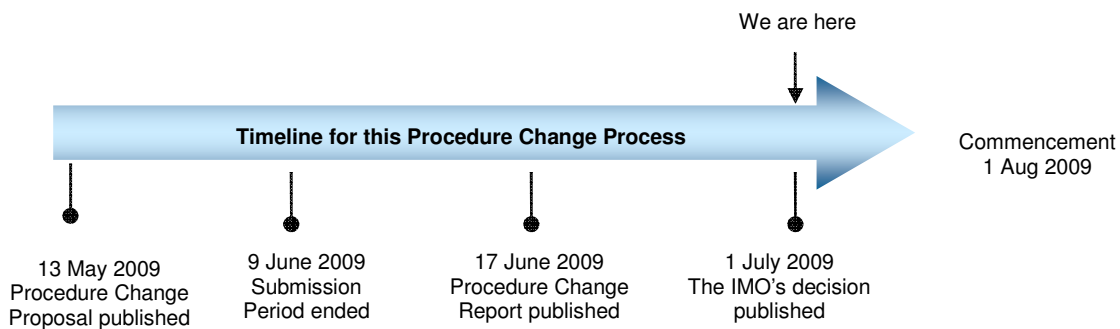 We are here
Timeline for this Procedure Change Process
Commencement
1 Aug 2009
13 May 2009
Procedure Change
Proposal published
9 June 2009
Submission
Period ended
17 June 2009
Procedure Change
Report published
1 July 2009
The IMO's decision
published